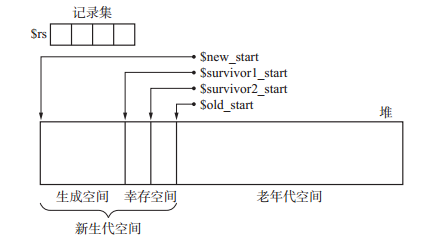 记录集
$rs
$new_start
$survivor1_start
$survivor2_start
$old_start
堆
生成空间 幸存空间 老年代空间
新生代空间